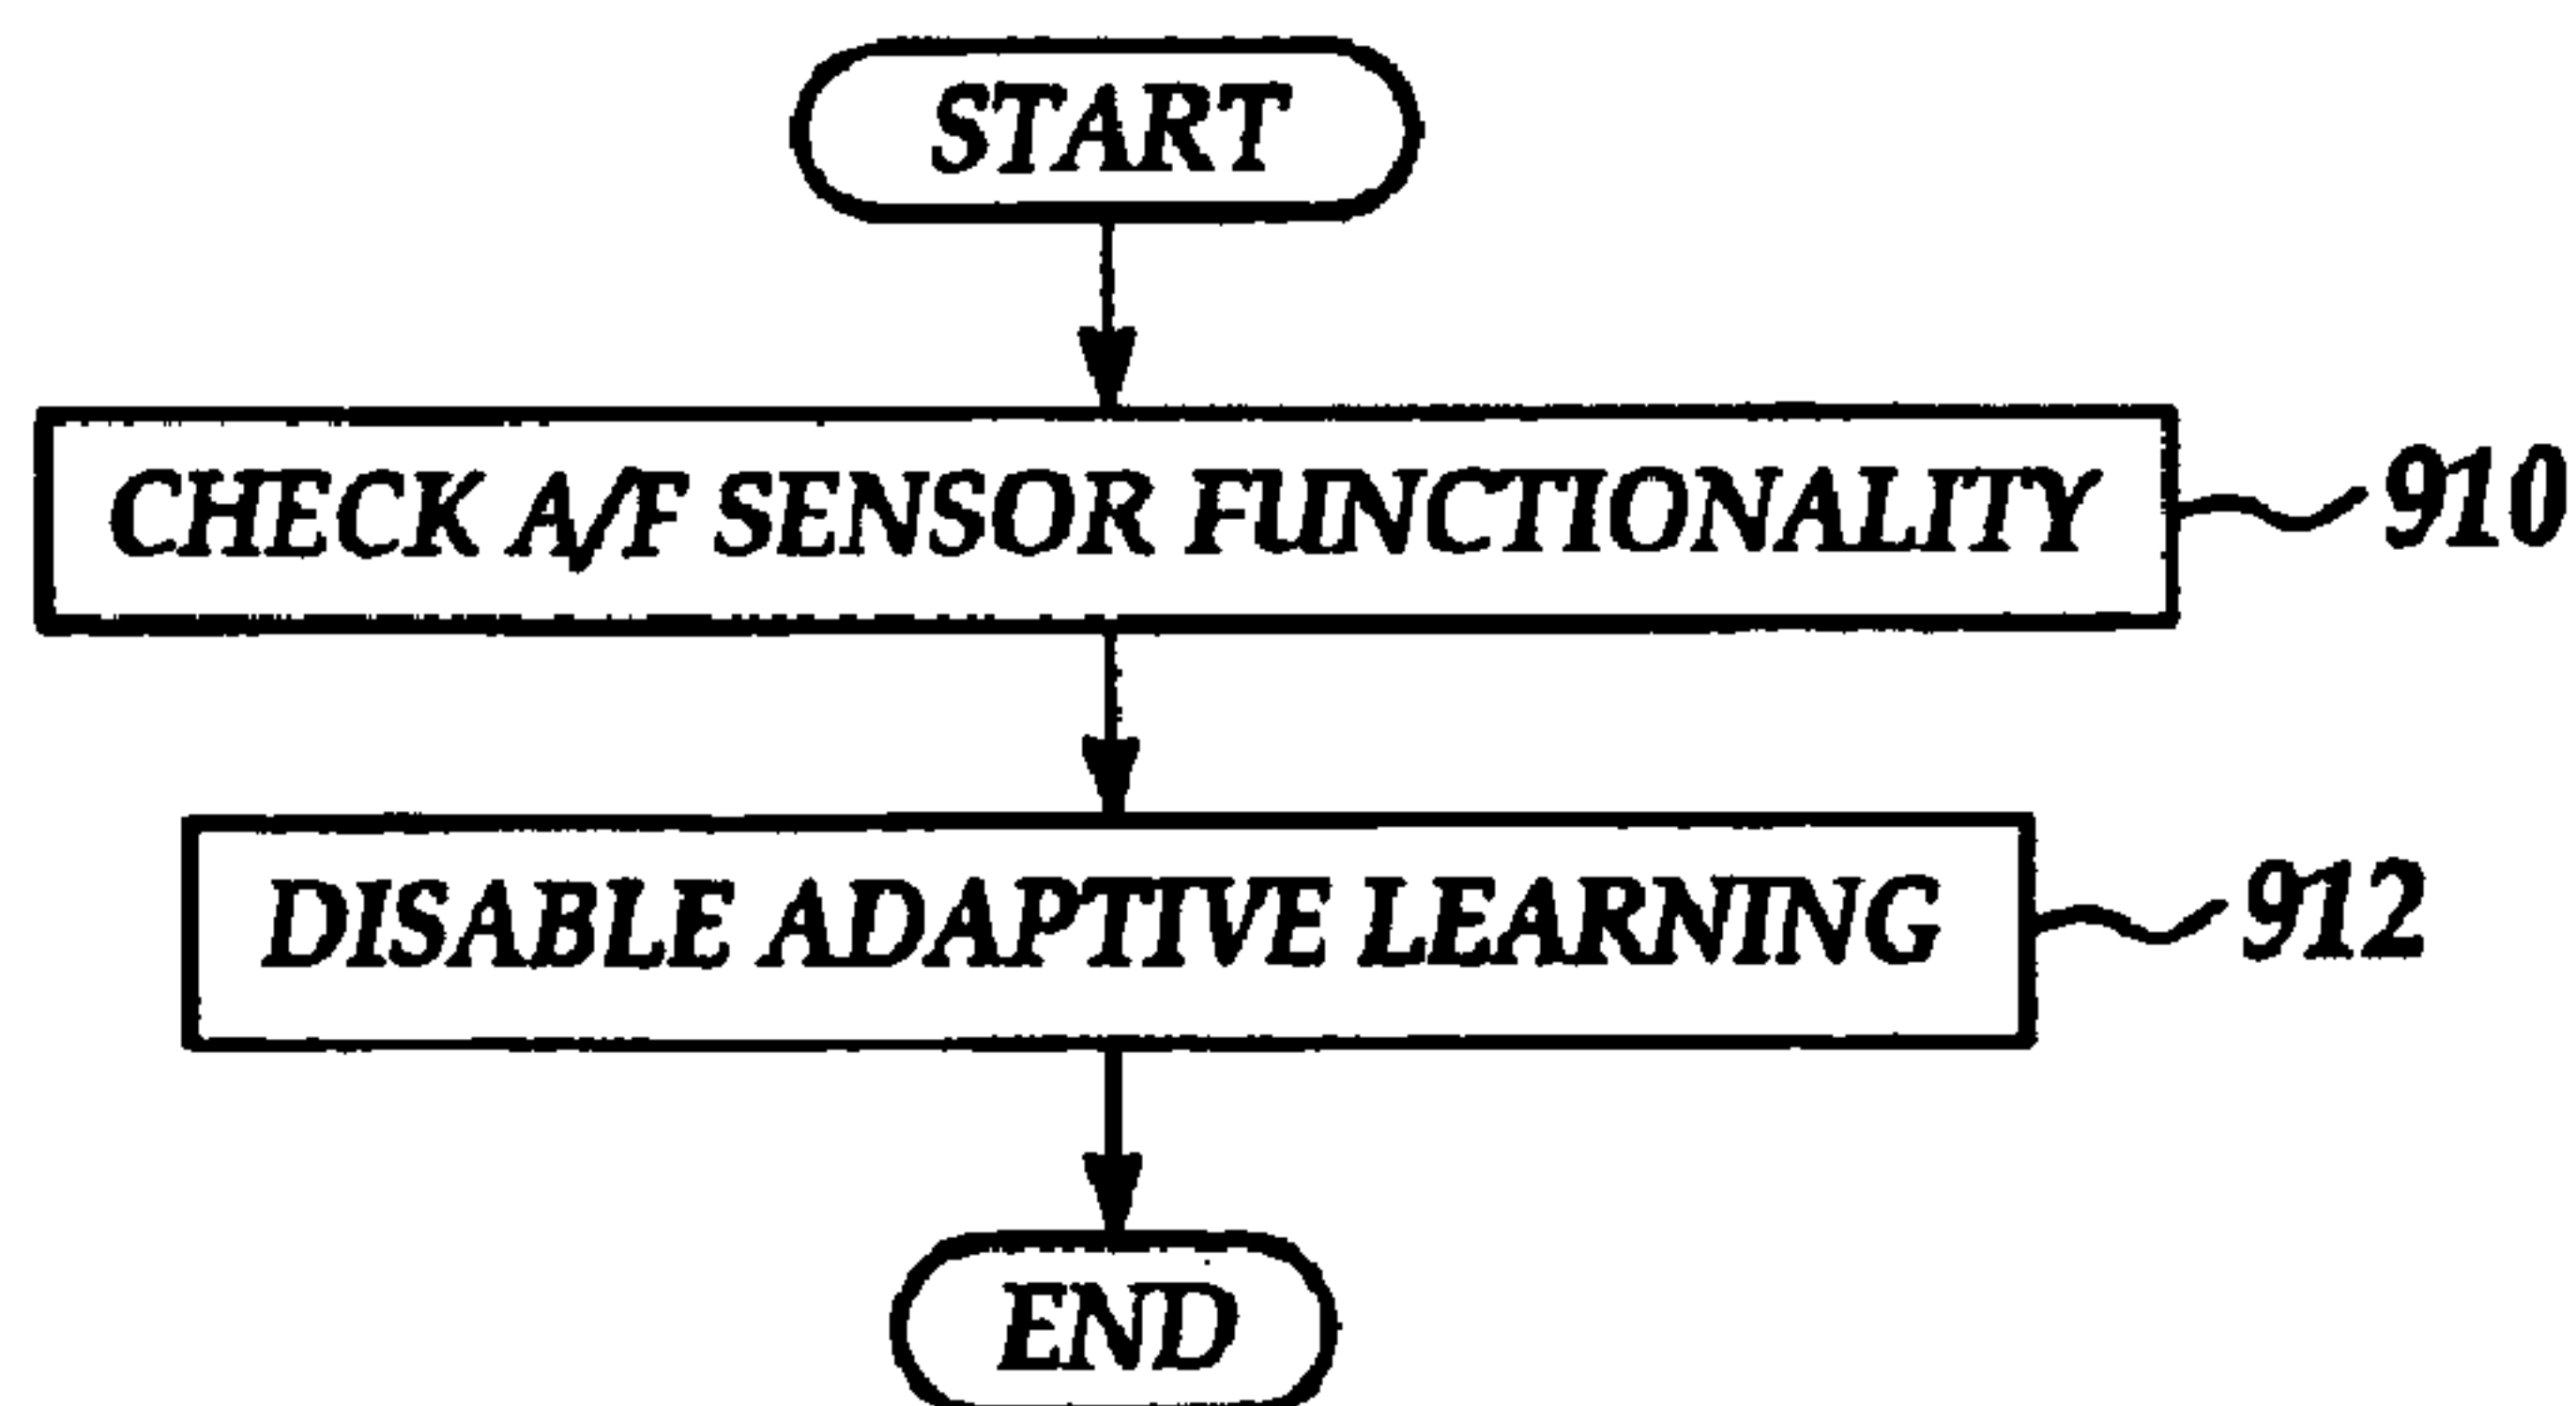 START
CHECK A/F SENSOR FUNCTIONALITY
910
DISABLE ADAPTIVE LEARNING
912
END